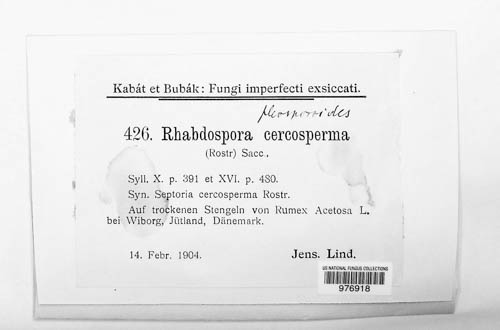 Kabát et Bubák: Fungi imperfecti exsiccati.
pleosporoides
426. Rhabdospora cercosperma
(Rostr) Sacc.,
Syll. X. p. 391 et XVI. p. 480.
Syn. Septoria cercosperma Rostr.
Auf trockenen Stengeln von Rumex Acetosa L.
bei Wiborg, Jütland, Dänemark.
14. Febr. 1904. Jens. Lind.
US NATIONAL FUNGUS COLLECTIONS
976918